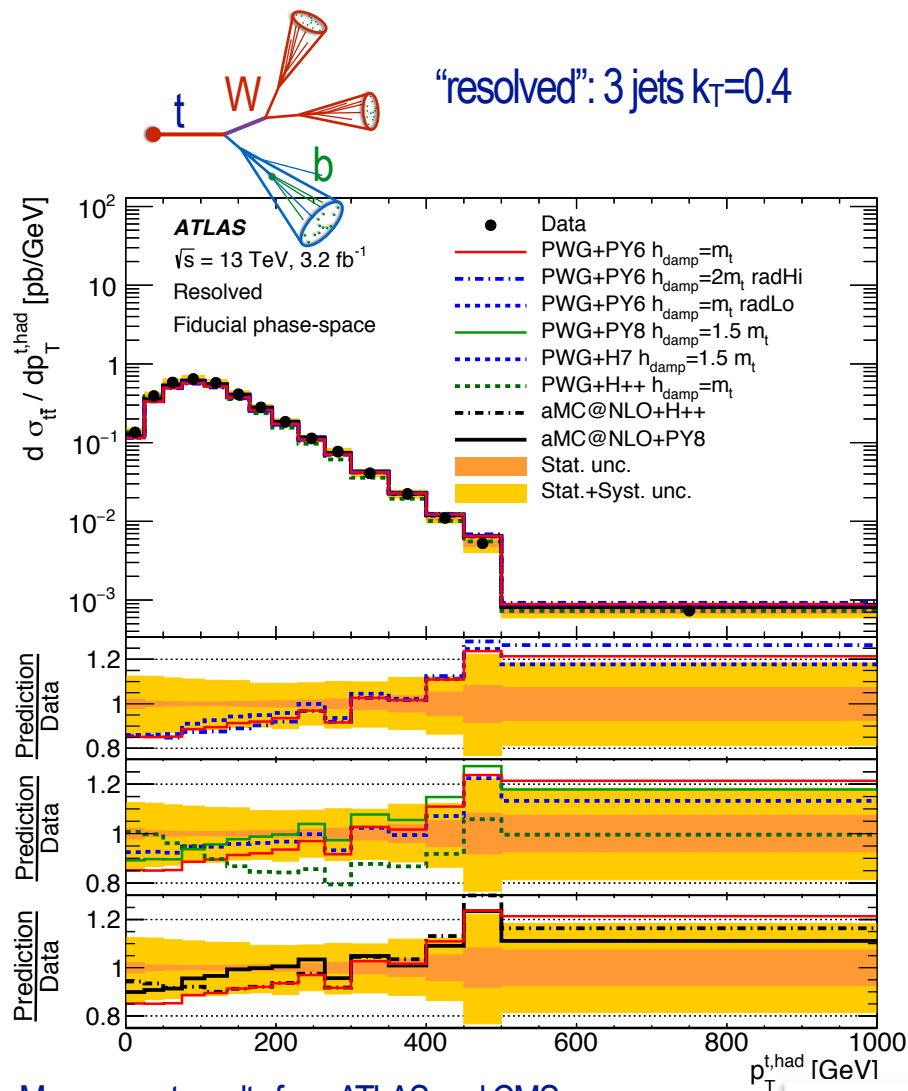 "resolved": 3 jets kT=0.4
t
W
b
ATLAS
√s = 13 TeV, 3.2 fb-1
Resolved
Fiducial phase-space
Data
PWG+PY6 hdamp=mt
PWG+PY6 hdamp=2mt radHi
PWG+PY6 hdamp=mt radLo
PWG+PY8 hdamp=1.5 mt
PWG+H7 hdamp=1.5 mt
PWG+H++ hdamp=mt
aMC@NLO+H++
aMC@NLO+PY8
Stat. unc.
Stat.+Syst. unc.
d σtt̄ / dpTt,had [pb/GeV]
10²
10
1
10⁻¹
10⁻²
10⁻³
Prediction
Data
1.2
1
0.8
Prediction
Data
1.2
1
0.8
Prediction
Data
1.2
1
0.8
0 200 400 600 800 1000
pTt,had [GeV]